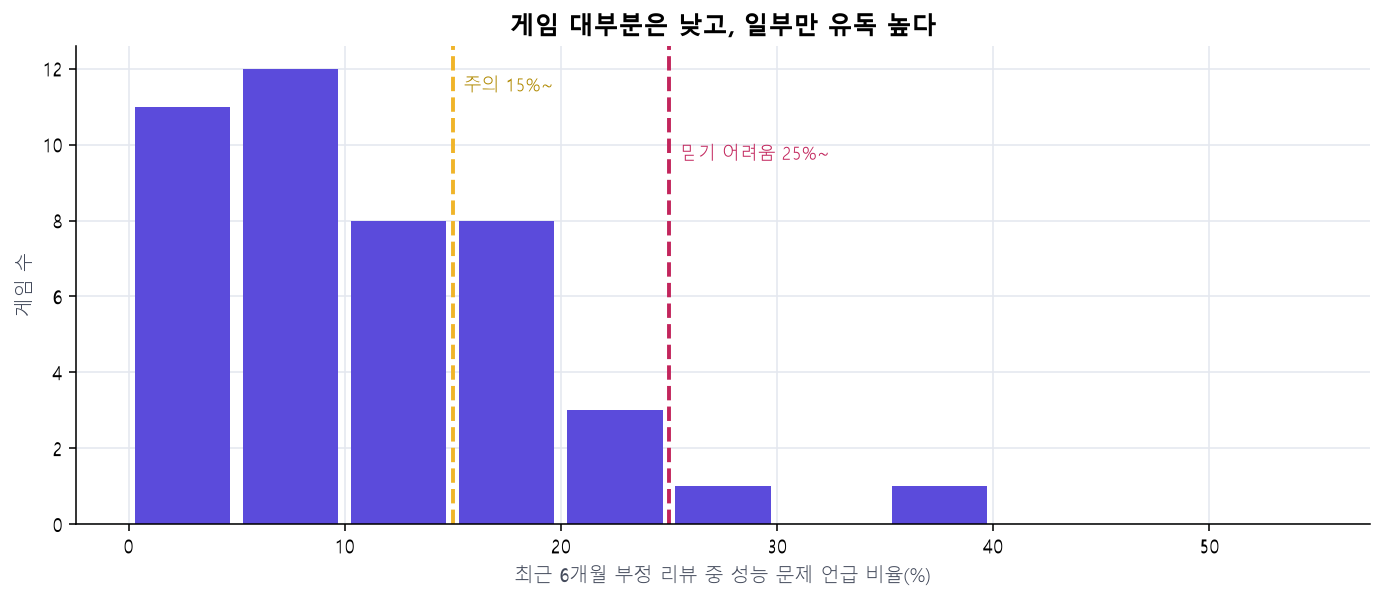 게임 대부분은 낮고, 일부만 유독 높다
주의 15%~
믿기 어려움 25%~
게임 수
12
10
8
6
4
2
0
0 10 20 30 40 50
최근 6개월 부정 리뷰 중 성능 문제 언급 비율(%)